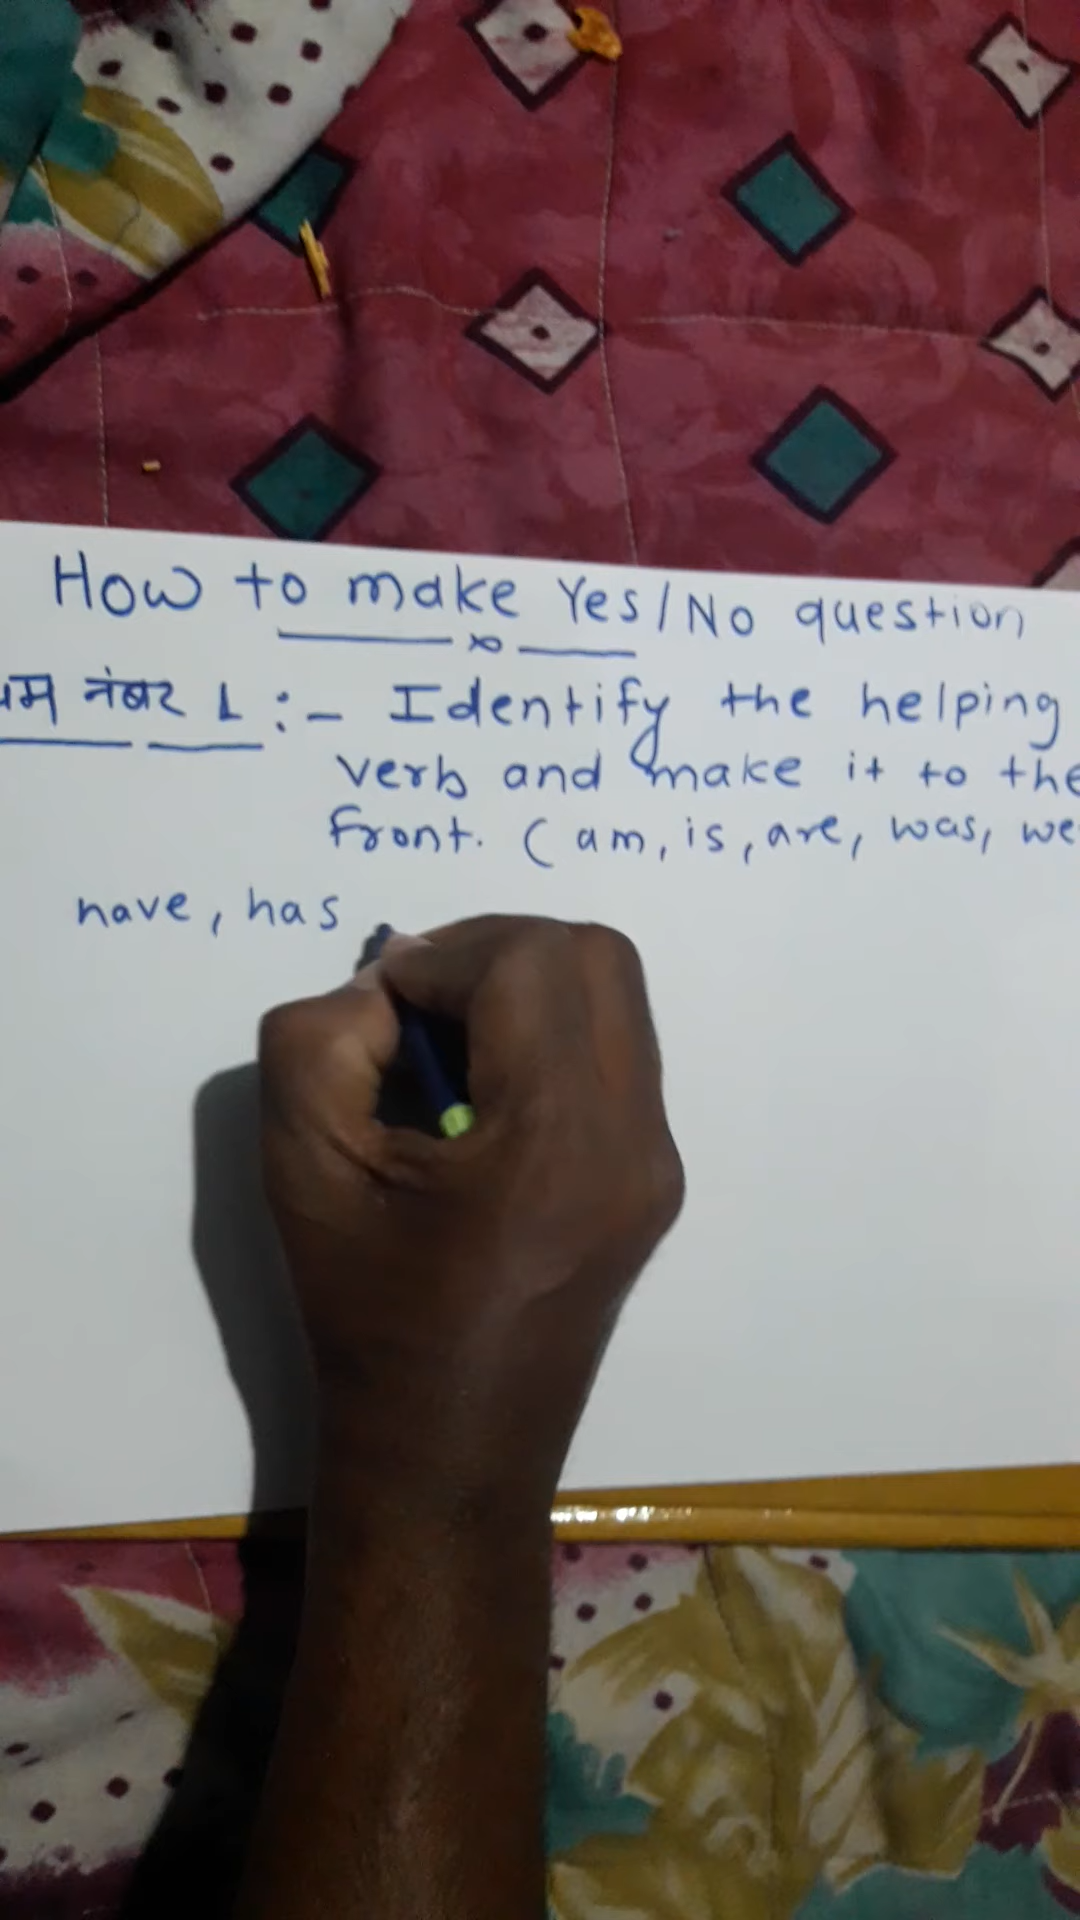 How to make Yes/No question
नंबर 1 :- Identify the helping
verb and make it to the
front. (am, is, are, was,
have, has